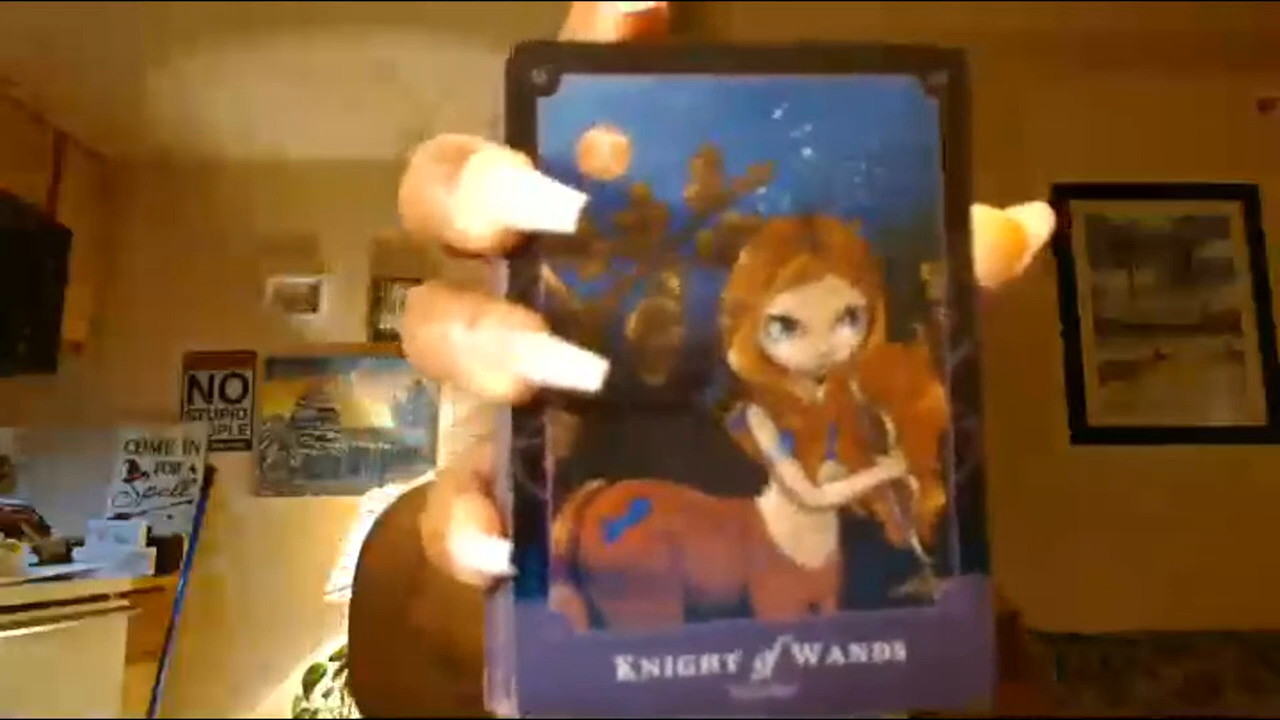 NO
STUPID
PEOPLE
COME IN
FOR A
Spell
KNIGHT of WANDS